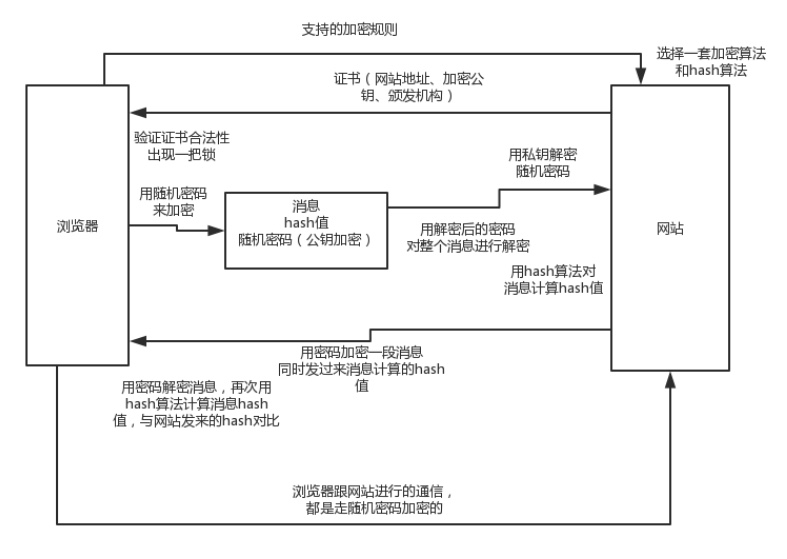 支持的加密规则
选择一套加密算法
和hash算法
证书（网站地址、加密公
钥、颁发机构）
验证证书合法性
出现一把锁
用私钥解密
随机密码
用随机密码
来加密
消息
hash值
随机密码（公钥加密）
浏览器
网站
用解密后的密码
对整个消息进行解密
用hash算法对
消息计算hash值
用密码加密一段消息
同时发过来消息计算的hash
值
用密码解密消息，再次用
hash算法计算消息hash
值，与网站发来的hash对比
浏览器跟网站进行的通信，
都是走随机密码加密的